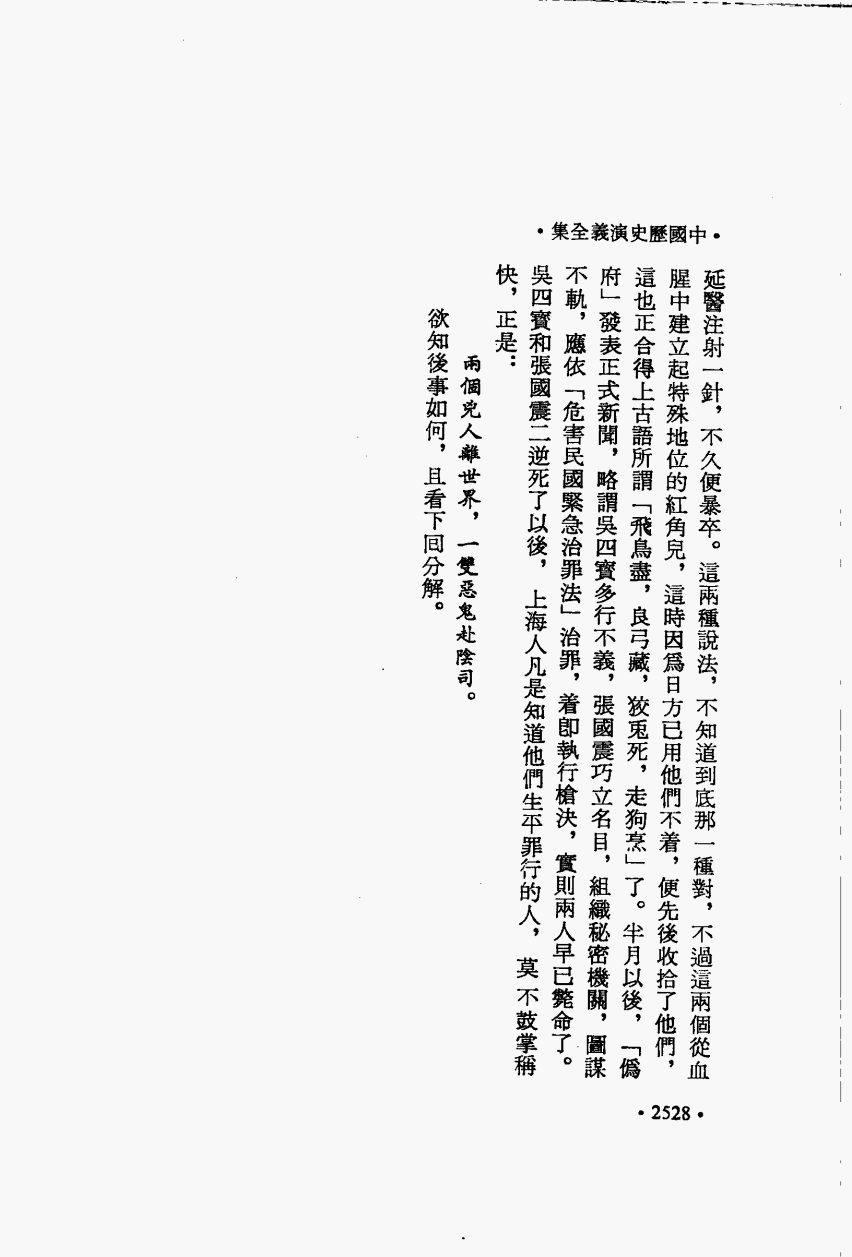 •中國歷史演義全集•
延醫注射一針，不久便暴卒。這兩種說法，不知道到底那一種對，不過這兩個從血
腥中建立起特殊地位的紅角兒，這時因爲日方已用他們不着，便先後收拾了他們，
這也正合得上古語所謂「飛鳥盡，良弓藏，狡兎死，走狗烹」了。半月以後，「僞
府」發表正式新聞，略謂吳四寳多行不義，張國震巧立名目，組織秘密機關，圖謀
不軌，應依「危害民國緊急治罪法」治罪，着卽執行槍決，實則兩人早已斃命了。
吳四寳和張國震二逆死了以後，上海人凡是知道他們生平罪行的人，莫不鼓掌稱
快，正是：
兩個兇人離世界，一雙惡鬼赴陰司。
欲知後事如何，且看下囘分解。
•2528•